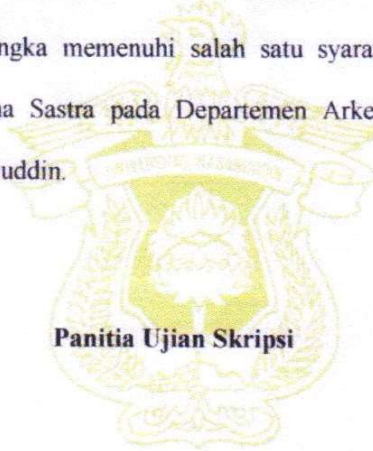 ngka memenuhi salah satu syara
na Sastra pada Departemen Arke
uddin.
Panitia Ujian Skripsi